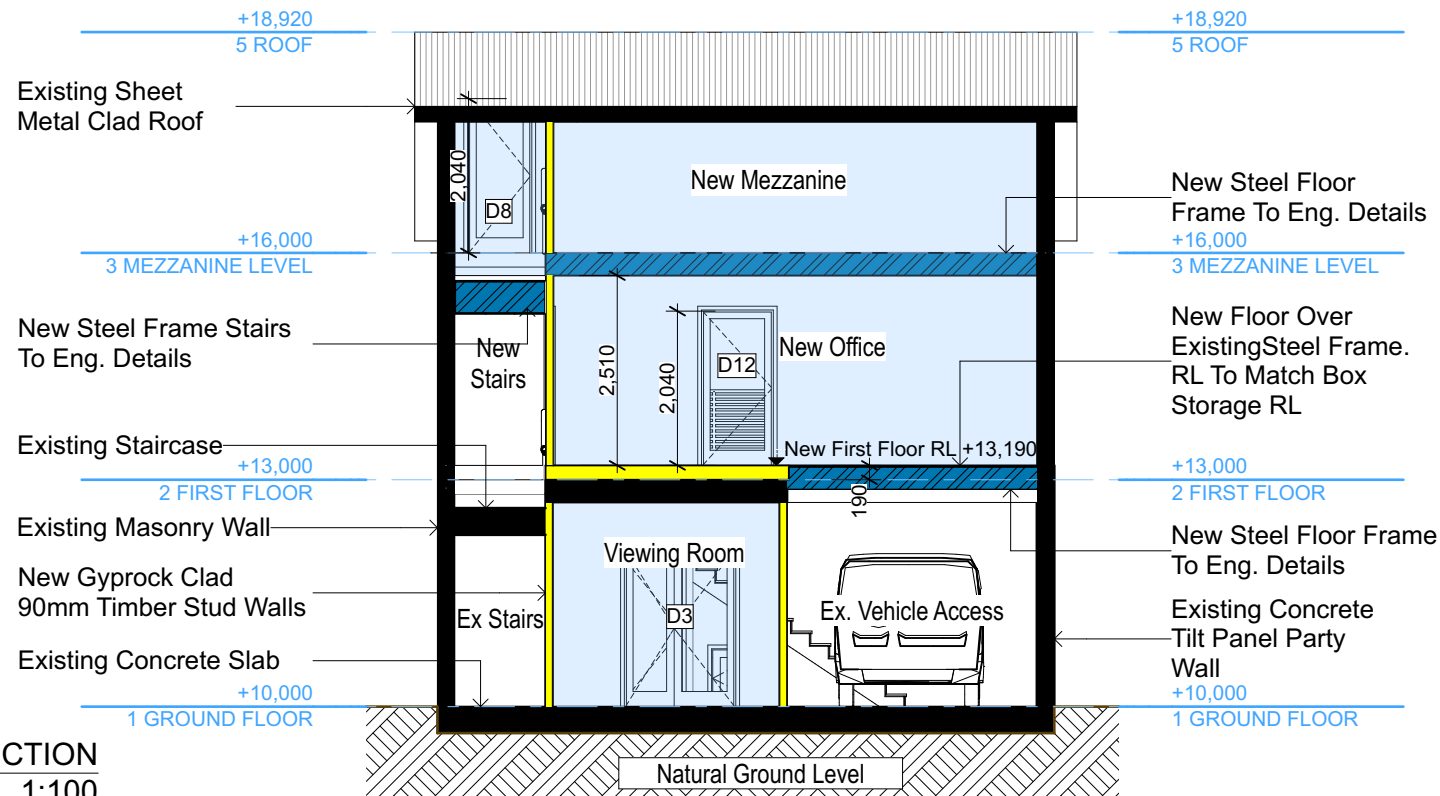 +18,920
5 ROOF
+18,920
5 ROOF
Existing Sheet
Metal Clad Roof
2,040
D8
New Mezzanine
New Steel Floor
Frame To Eng. Details
+16,000
3 MEZZANINE LEVEL
+16,000
3 MEZZANINE LEVEL
New Steel Frame Stairs
To Eng. Details
New
Stairs
2,510
2,040
D12
New Office
New Floor Over
ExistingSteel Frame.
RL To Match Box
Storage RL
Existing Staircase
New First Floor RL +13,190
+13,000
2 FIRST FLOOR
190
+13,000
2 FIRST FLOOR
Existing Masonry Wall
New Steel Floor Frame
To Eng. Details
New Gyprock Clad
90mm Timber Stud Walls
Viewing Room
Ex Stairs
D3
Ex. Vehicle Access
Existing Concrete
Tilt Panel Party
Wall
Existing Concrete Slab
+10,000
1 GROUND FLOOR
+10,000
1 GROUND FLOOR
Natural Ground Level
CTION
1:100